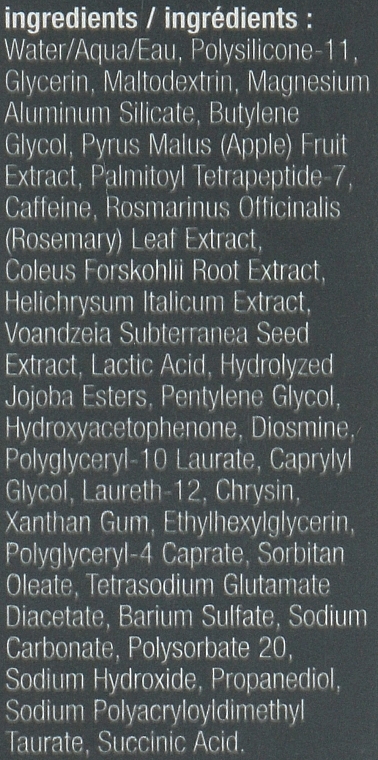 ingredients / ingrédients :
Water/Aqua/Eau, Polysilicone-11,
Glycerin, Maltodextrin, Magnesium
Aluminum Silicate, Butylene
Glycol, Pyrus Malus (Apple) Fruit
Extract, Palmitoyl Tetrapeptide-7,
Caffeine, Rosmarinus Officinalis
(Rosemary) Leaf Extract,
Coleus Forskohlii Root Extract,
Helichrysum Italicum Extract,
Voandzeia Subterranea Seed
Extract, Lactic Acid, Hydrolyzed
Jojoba Esters, Pentylene Glycol,
Hydroxyacetophenone, Diosmine,
Polyglyceryl-10 Laurate, Caprylyl
Glycol, Laureth-12, Chrysin,
Xanthan Gum, Ethylhexylglycerin,
Polyglyceryl-4 Caprate, Sorbitan
Oleate, Tetrasodium Glutamate
Diacetate, Barium Sulfate, Sodium
Carbonate, Polysorbate 20,
Sodium Hydroxide, Propanediol,
Sodium Polyacryloyldimethyl
Taurate, Succinic Acid.